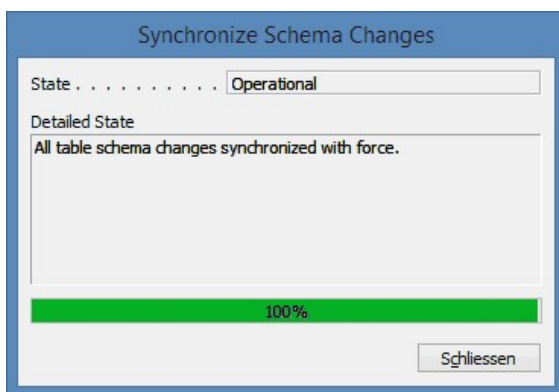 Synchronize Schema Changes
State . . . . . . . . . . Operational
Detailed State
All table schema changes synchronized with force.
100%
Schliessen